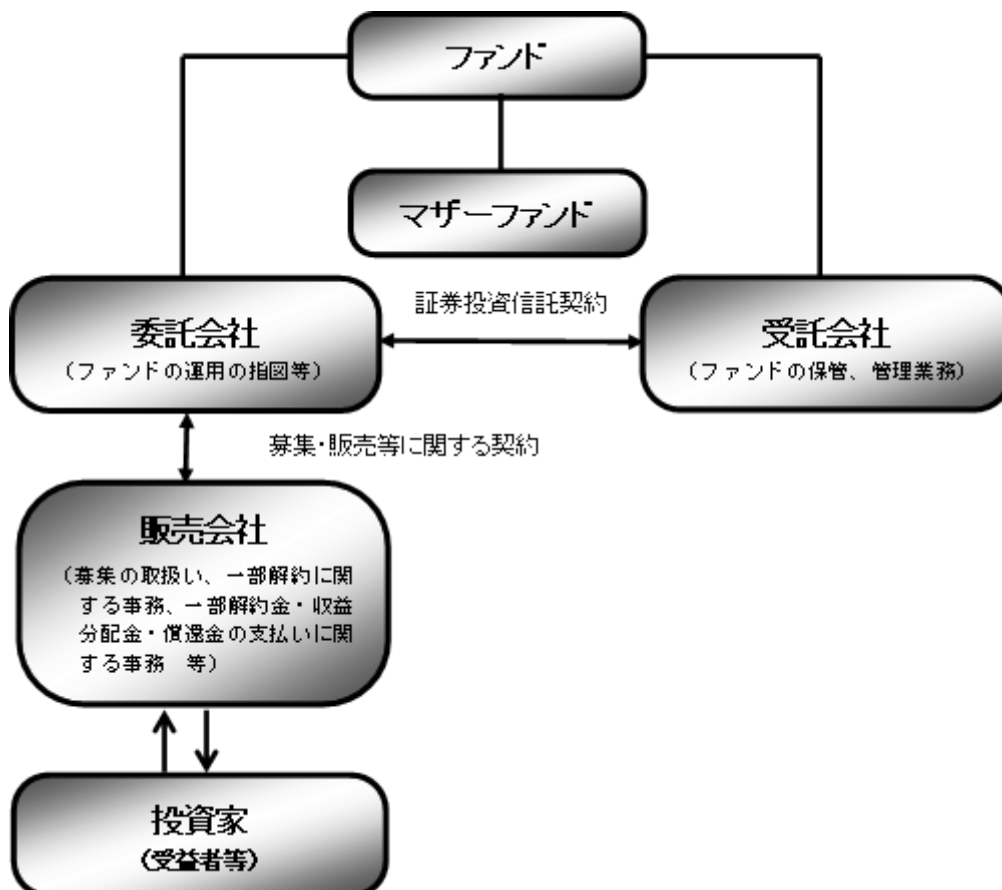 ファンド
マザーファンド
証券投資信託契約
委託会社
（ファンドの運用の指図等）
受託会社
（ファンドの保管、管理業務）
募集・販売等に関する契約
販売会社
（募集の取扱い、一部解約に関
する事務、一部解約金・収益
分配金・償還金の支払いに関
する事務　等）
投資家
（受益者等）